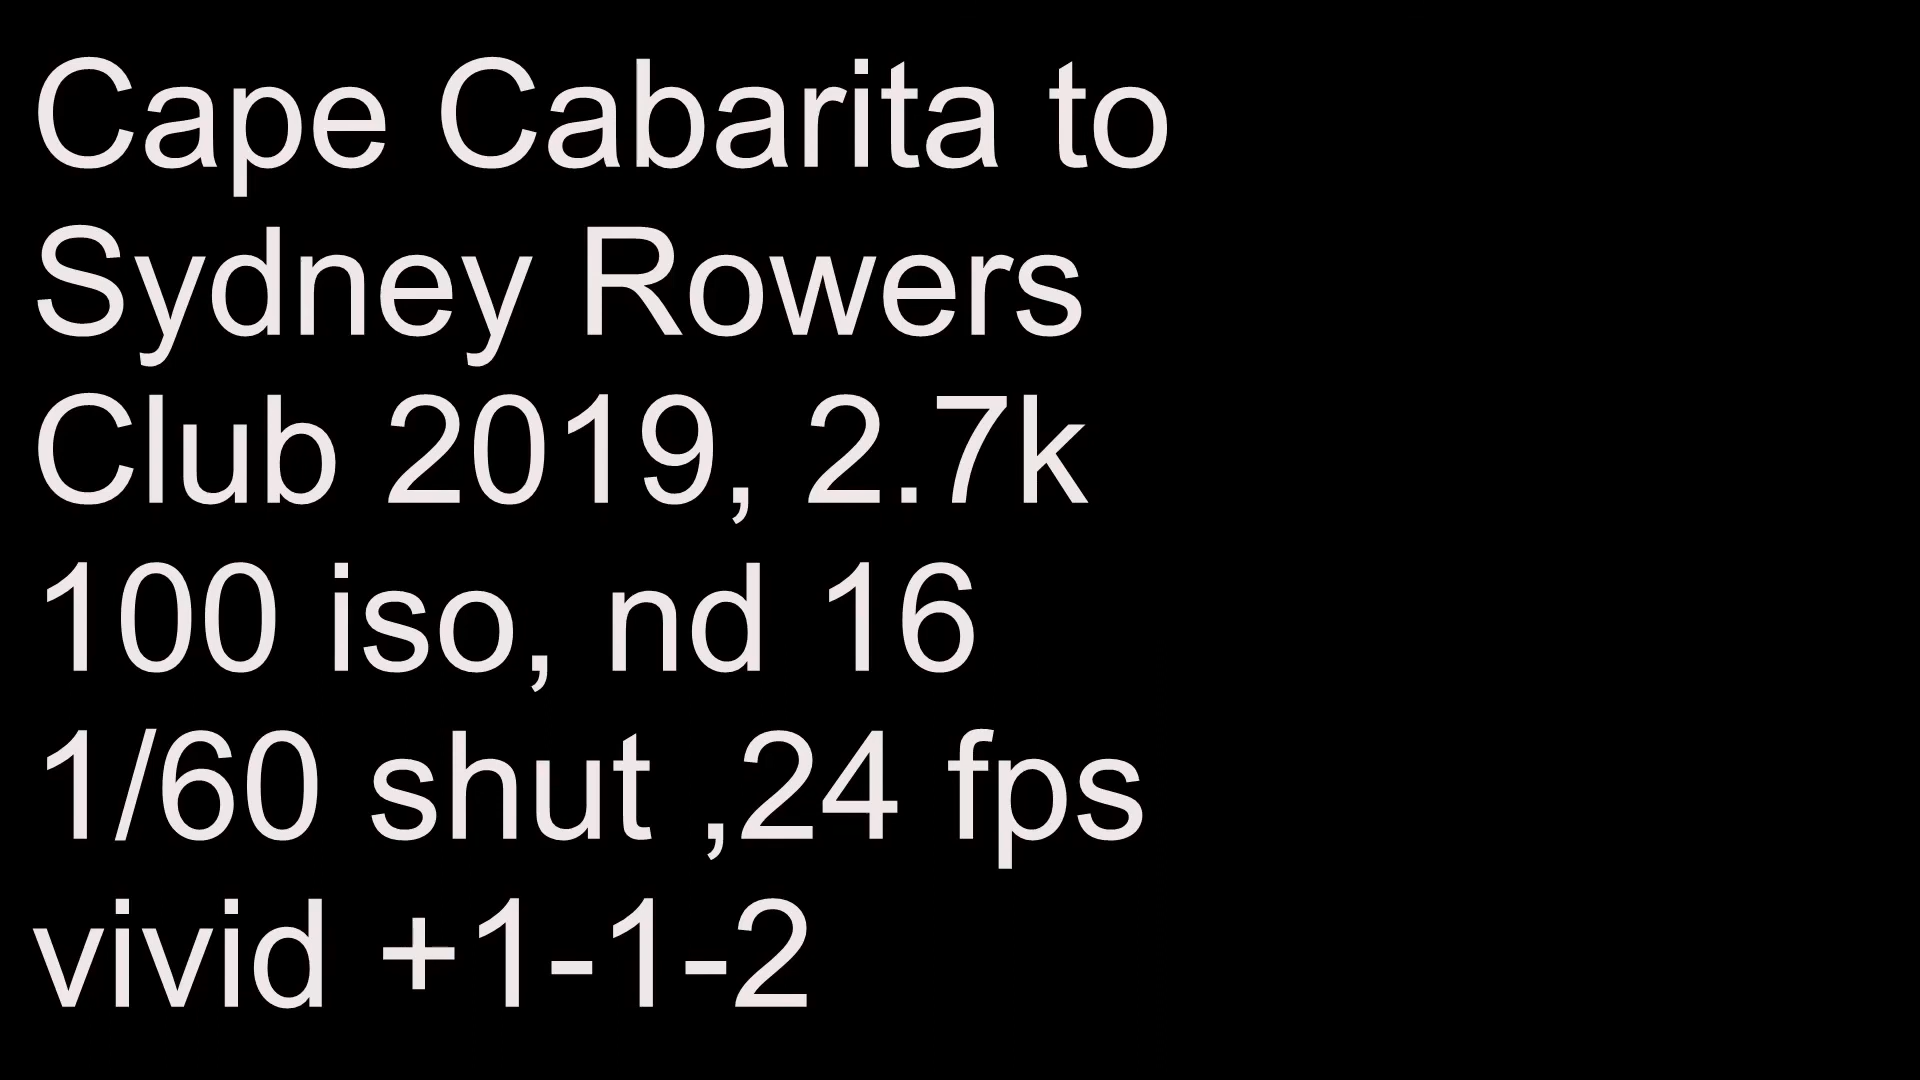 Cape Cabarita to
Sydney Rowers
Club 2019, 2.7k
100 iso, nd 16
1/60 shut ,24 fps
vivid +1-1-2